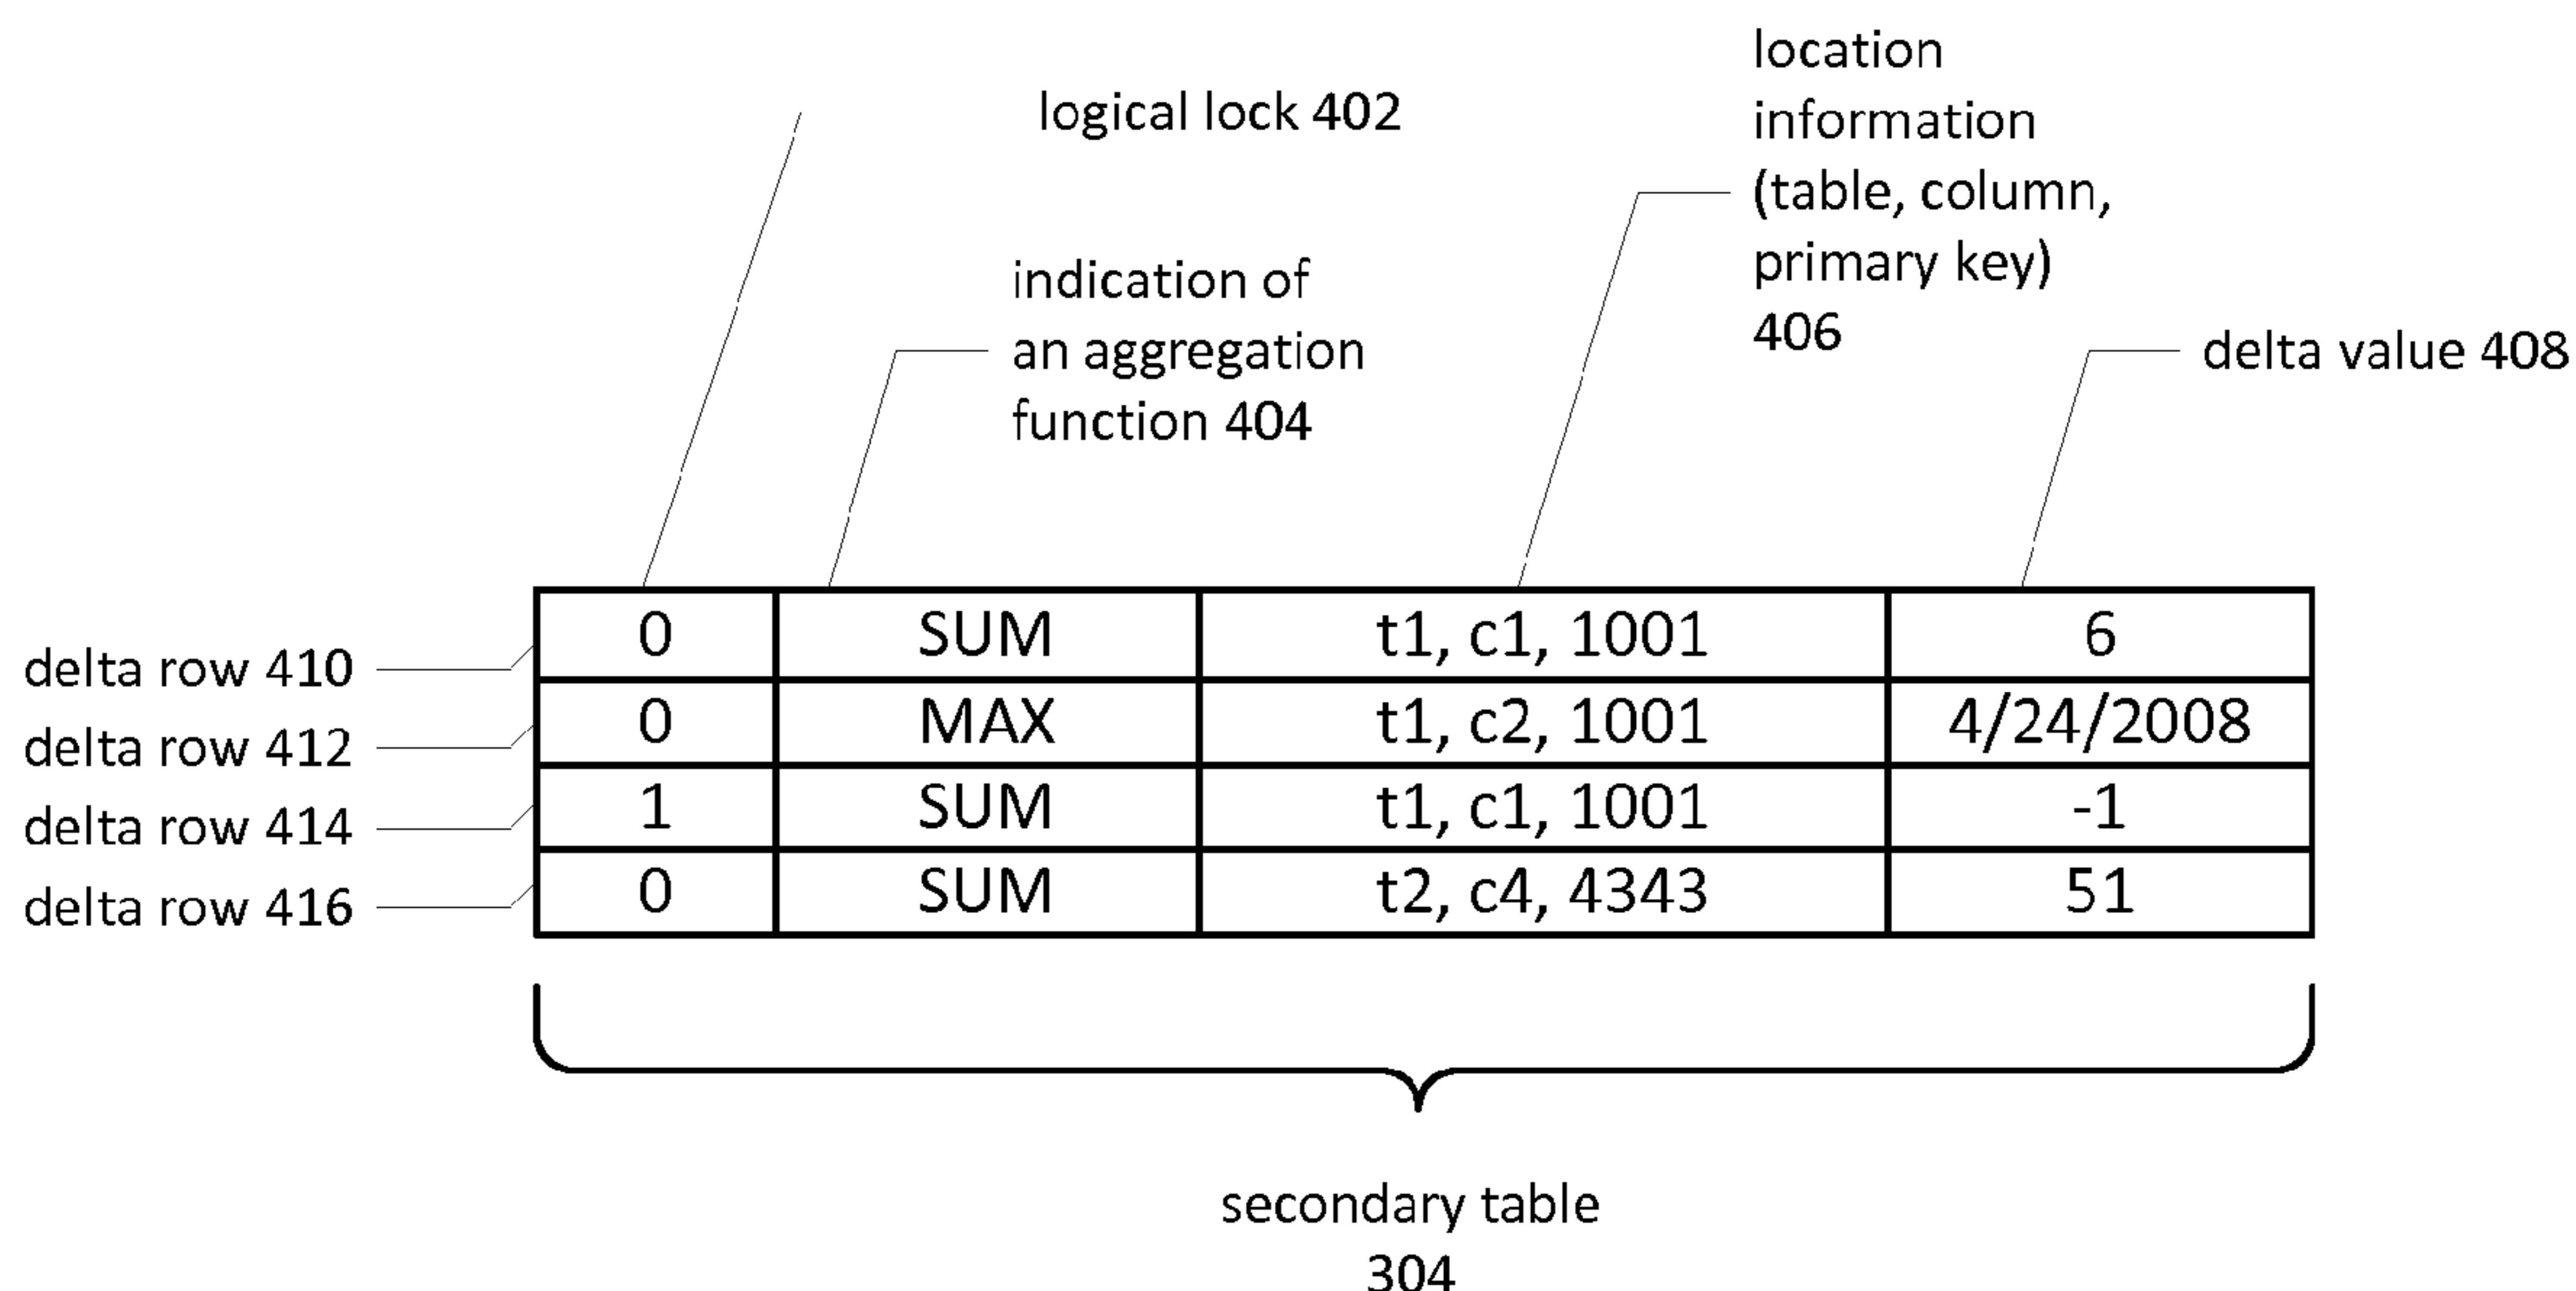 location
information
(table, column,
primary key)
406
logical lock 402
indication of
an aggregation
function 404
delta value 408
delta row 410
0 SUM t1, c1, 1001 6
delta row 412
0 MAX t1, c2, 1001 4/24/2008
delta row 414
1 SUM t1, c1, 1001 -1
delta row 416
0 SUM t2, c4, 4343 51
secondary table
304